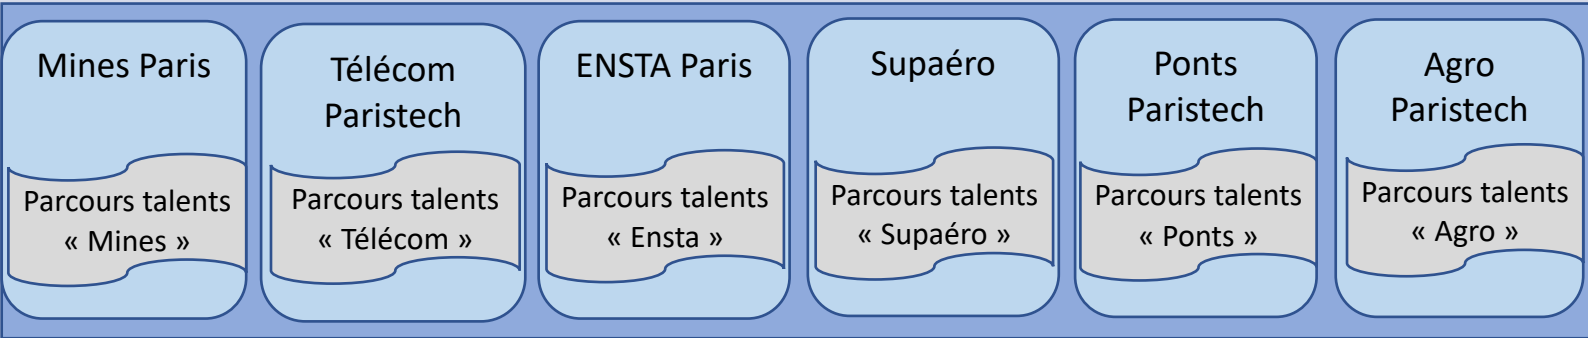 Mines Paris
Parcours talents
« Mines »
Télécom
Paristech
Parcours talents
« Télécom »
ENSTA Paris
Parcours talents
« Ensta »
Supaéro
Parcours talents
« Supaéro »
Ponts
Paristech
Parcours talents
« Ponts »
Agro
Paristech
Parcours talents
« Agro »